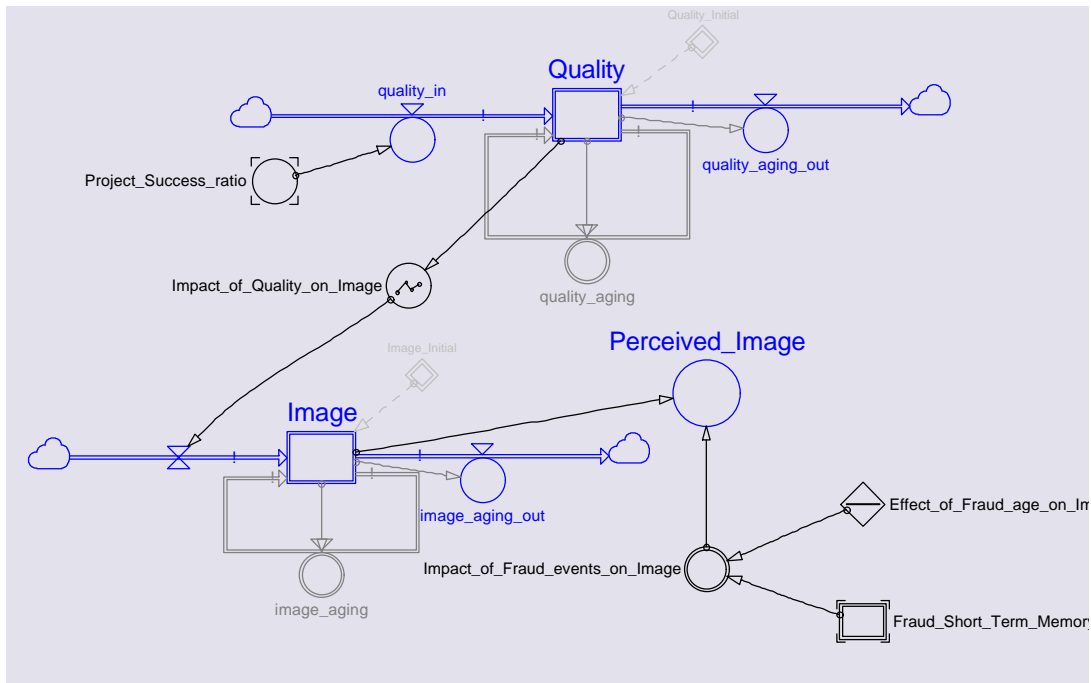 Quality_Initial
Quality
quality_in
quality_aging_out
Project_Success_ratio
Impact_of_Quality_on_Image
quality_aging
Image_Initial
Perceived_Image
Image
image_aging_out
Effect_of_Fraud_age_on_Im
Impact_of_Fraud_events_on_Image
image_aging
Fraud_Short_Term_Memory